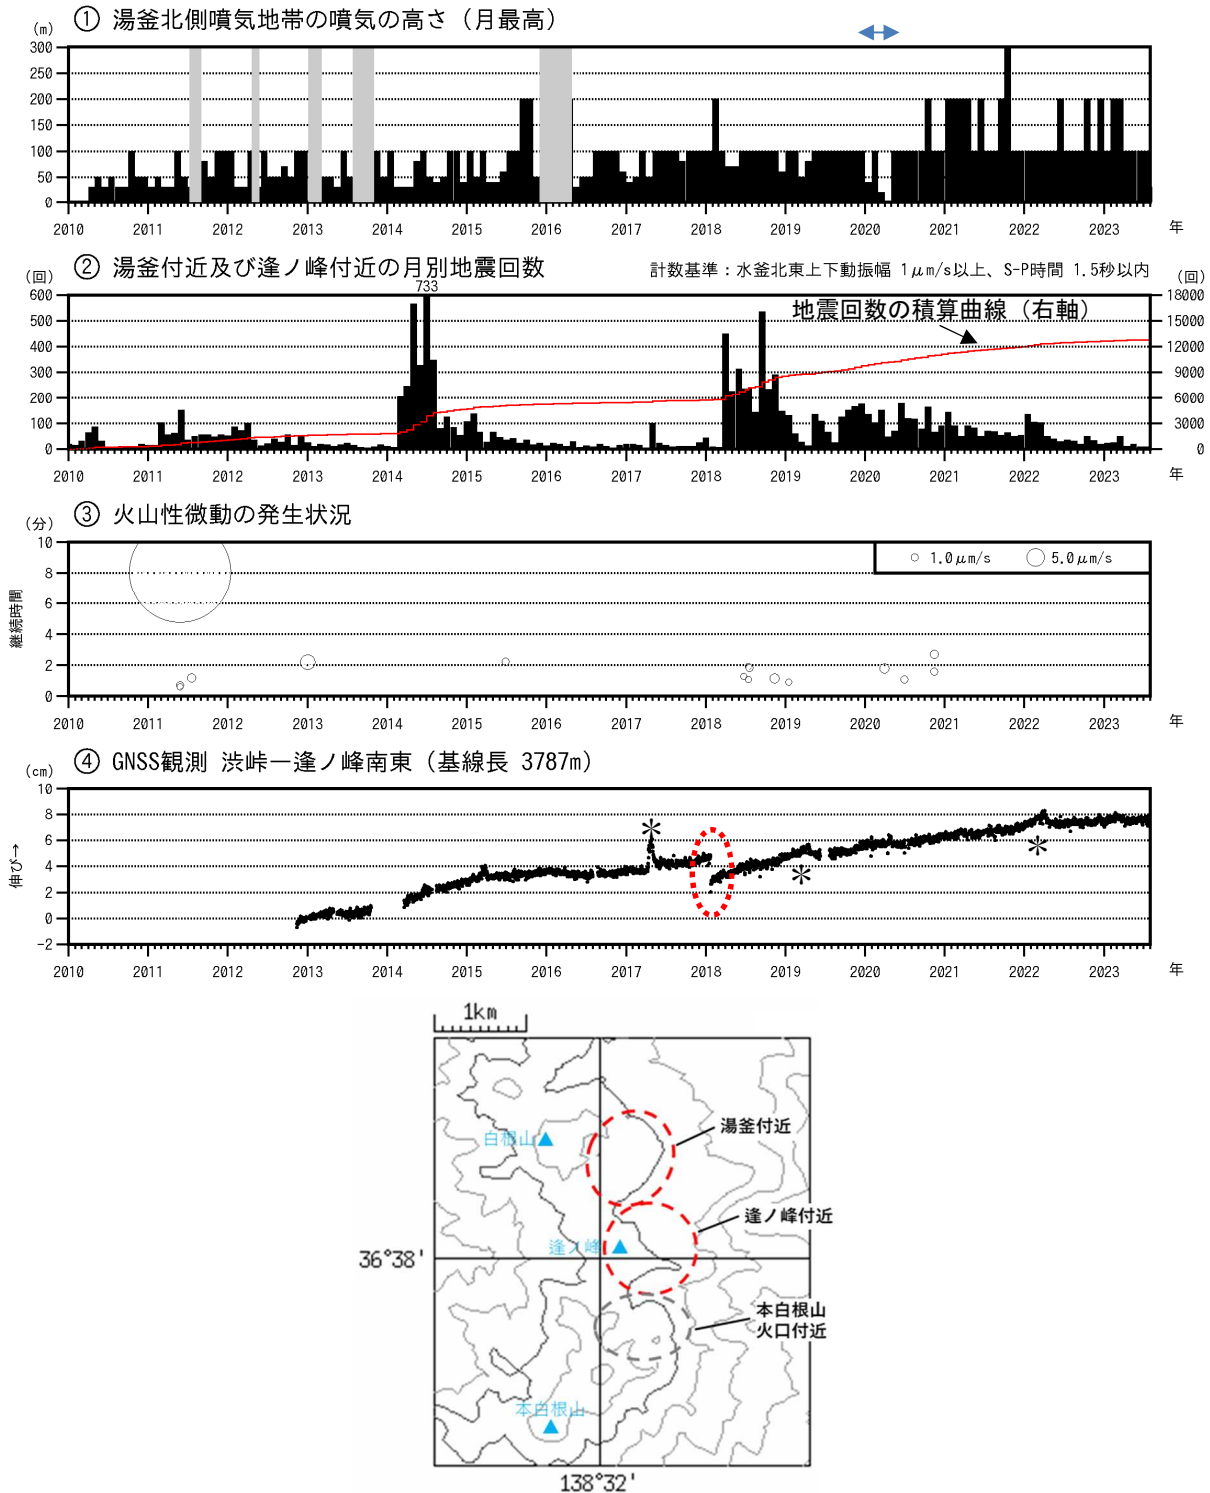 ① 湯釜北側噴気地帯の噴気の高さ（月最高）
(m)
300
250
200
150
100
50
0
2010 2011 2012 2013 2014 2015 2016 2017 2018 2019 2020 2021 2022 2023 年
② 湯釜付近及び逢ノ峰付近の月別地震回数
計数基準：水釜北東上下動振幅 1μm/s以上、S-P時間 1.5秒以内
(回) (回)
733
600 18000
500 15000
400 12000
300 9000
200 6000
100 3000
0 0
地震回数の積算曲線（右軸）
2010 2011 2012 2013 2014 2015 2016 2017 2018 2019 2020 2021 2022 2023 年
③ 火山性微動の発生状況
(分)
継続時間
10
8
6
4
2
0
1.0μm/s 5.0μm/s
2010 2011 2012 2013 2014 2015 2016 2017 2018 2019 2020 2021 2022 2023 年
④ GNSS観測 渋峠ー逢ノ峰南東（基線長 3787m）
(cm)
伸び→
10
8
6
4
2
0
-2
＊
＊
＊
2010 2011 2012 2013 2014 2015 2016 2017 2018 2019 2020 2021 2022 2023 年
1km
白根山
湯釜付近
逢ノ峰付近
逢ノ峰
36°38'
本白根山
火口付近
本白根山
138°32'